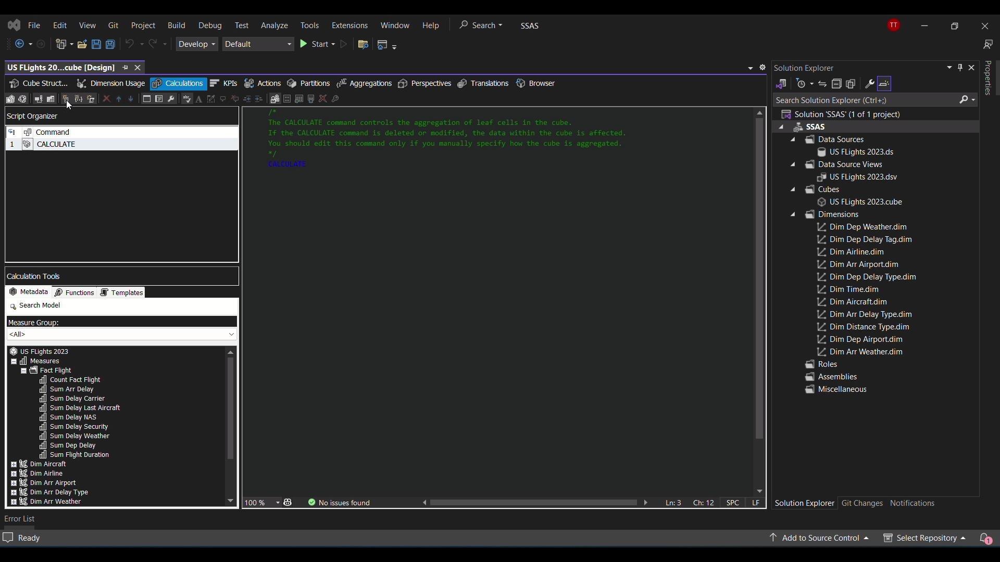 File Edit View Git Project Build Debug Test Analyze Tools Extensions Window Help Search SSAS TT
Develop Default Start
US FLights 20...cube [Design]
Cube Struct... Dimension Usage Calculations KPIs Actions Partitions Aggregations Perspectives Translations Browser
Script Organizer
Command
1 CALCULATE
Calculation Tools
Metadata Functions Templates
Search Model
Measure Group:
<All>
US FLights 2023
Measures
Fact Flight
Count Fact Flight
Sum Arr Delay
Sum Delay Carrier
Sum Delay Last Aircraft
Sum Delay NAS
Sum Delay Security
Sum Delay Weather
Sum Dep Delay
Sum Flight Duration
Dim Aircraft
Dim Airline
Dim Arr Airport
Dim Arr Delay Type
Dim Arr Weather
/*
The CALCULATE command controls the aggregation of leaf cells in the cube.
If the CALCULATE command is deleted or modified, the data within the cube is affected.
You should edit this command only if you manually specify how the cube is aggregated.
*/
CALCULATE
100 % No issues found Ln: 3 Ch: 12 SPC LF
Solution Explorer
Search Solution Explorer (Ctrl+;)
Solution 'SSAS' (1 of 1 project)
SSAS
Data Sources
US FLights 2023.ds
Data Source Views
US FLights 2023.dsv
Cubes
US FLights 2023.cube
Dimensions
Dim Dep Weather.dim
Dim Dep Delay Tag.dim
Dim Airline.dim
Dim Arr Airport.dim
Dim Dep Delay Type.dim
Dim Time.dim
Dim Aircraft.dim
Dim Arr Delay Type.dim
Dim Distance Type.dim
Dim Dep Airport.dim
Dim Arr Weather.dim
Roles
Assemblies
Miscellaneous
Solution Explorer Git Changes Notifications
Properties
Error List
Ready Add to Source Control Select Repository 1